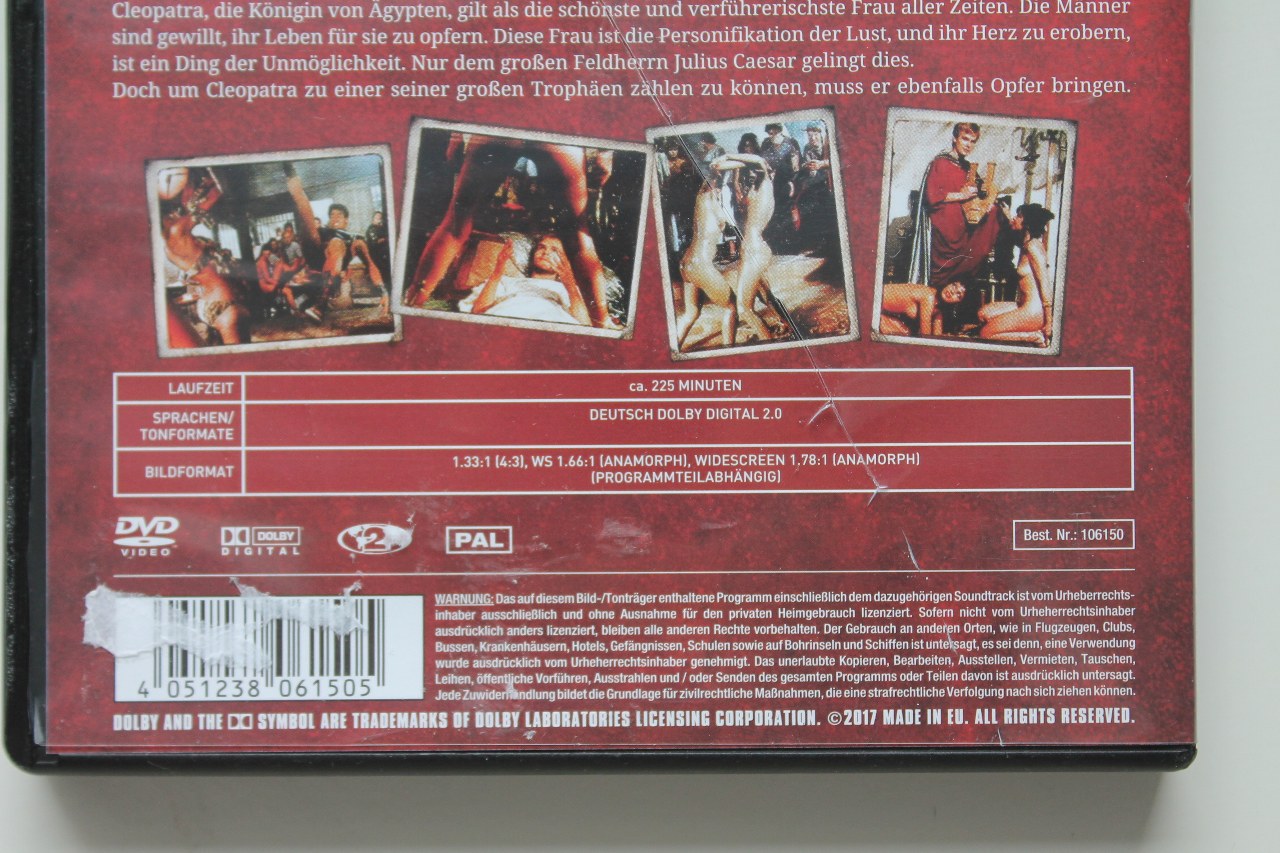 Cleopatra, die Königin von Ägypten, gilt als die schönste und verführerischste Frau aller Zeiten. Die Männer
sind gewillt, ihr Leben für sie zu opfern. Diese Frau ist die Personifikation der Lust, und ihr Herz zu erobern,
ist ein Ding der Unmöglichkeit. Nur dem großen Feldherrn Julius Caesar gelingt dies.
Doch um Cleopatra zu einer seiner großen Trophäen zählen zu können, muss er ebenfalls Opfer bringen.
LAUFZEIT
ca. 225 MINUTEN
SPRACHEN/
TONFORMATE
DEUTSCH DOLBY DIGITAL 2.0
BILDFORMAT
1.33:1 (4:3), WS 1.66:1 (ANAMORPH), WIDESCREEN 1.78:1 (ANAMORPH)
(PROGRAMMTEILABHÄNGIG)
DVD
VIDEO
DOLBY
DIGITAL
2
PAL
Best. Nr.: 106150
WARNUNG: Das auf diesem Bild-/Tonträger enthaltene Programm einschließlich dem dazugehörigen Soundtrack ist vom Urheberrechts-
inhaber ausschließlich und ohne Ausnahme für den privaten Heimgebrauch lizenziert. Sofern nicht vom Urheherrechtsinhaber
ausdrücklich anders lizenziert, bleiben alle anderen Rechte vorbehalten. Der Gebrauch an anderen Orten, wie in Flugzeugen, Clubs,
Bussen, Krankenhäusern, Hotels, Gefängnissen, Schulen sowie auf Bohrinseln und Schiffen ist untersagt, es sei denn, eine Verwendung
wurde ausdrücklich vom Urheherrechtsinhaber genehmigt. Das unerlaubte Kopieren, Bearbeiten, Ausstellen, Vermieten, Tauschen,
Leihen, öffentliche Vorführen, Ausstrahlen und / oder Senden des gesamten Programms oder Teilen davon ist ausdrücklich untersagt.
Jede Zuwiderhandlung bildet die Grundlage für zivilrechtliche Maßnahmen, die eine strafrechtliche Verfolgung nach sich ziehen können.
4 051238 061505
DOLBY AND THE DD SYMBOL ARE TRADEMARKS OF DOLBY LABORATORIES LICENSING CORPORATION. ©2017 MADE IN EU. ALL RIGHTS RESERVED.